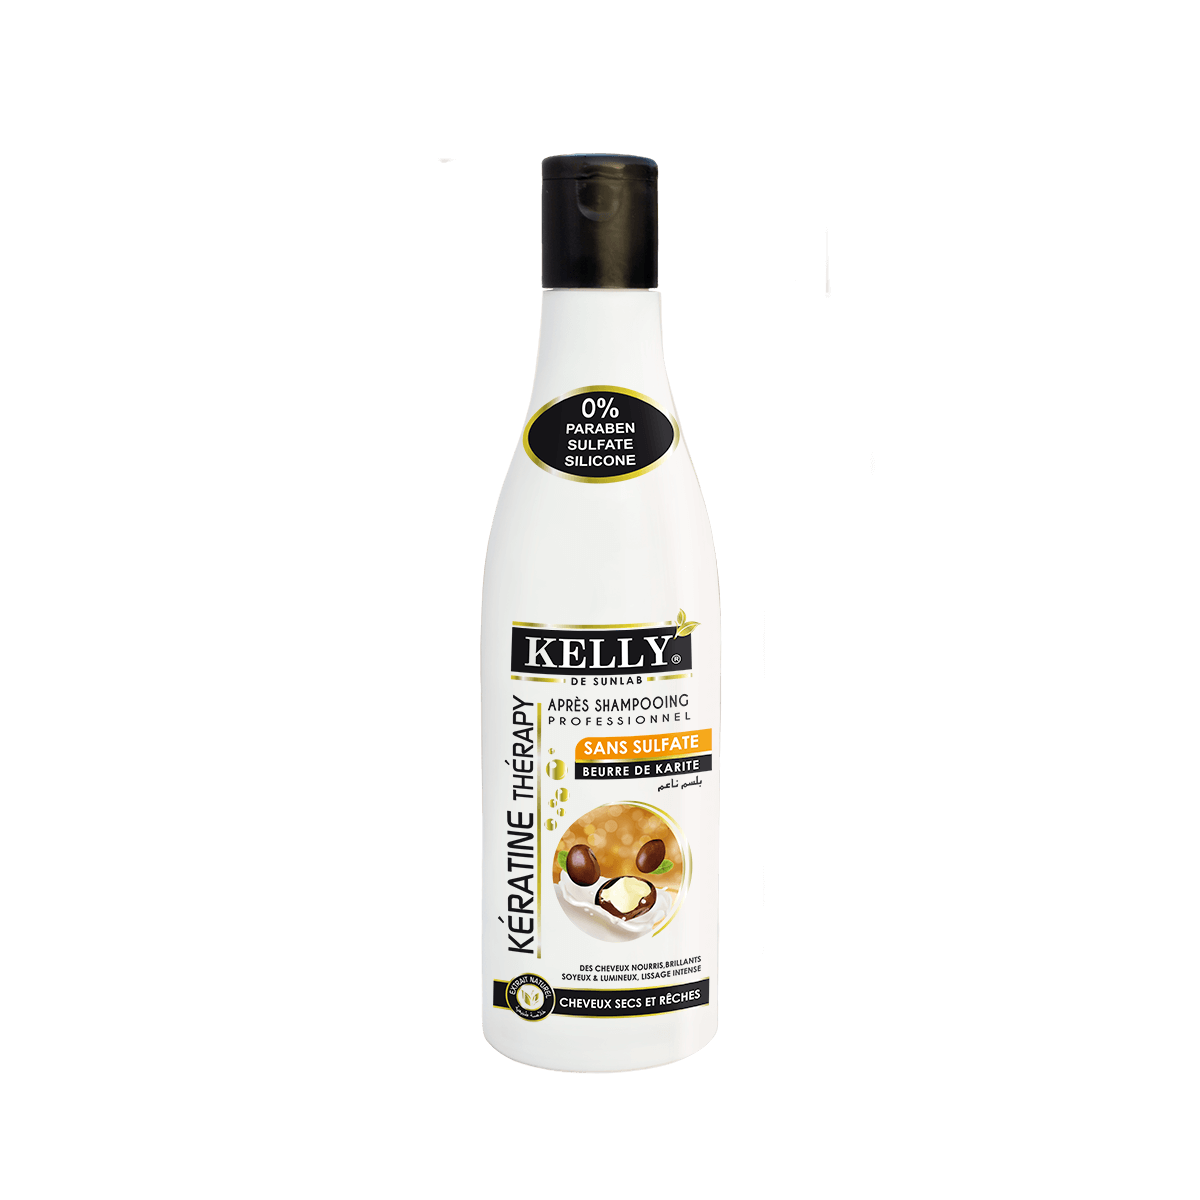 0%
PARABEN
SULFATE
SILICONE
KELLY®
DE SUNLAB
KÉRATINE THÉRAPY
APRÈS SHAMPOOING
PROFESSIONNEL
SANS SULFATE
BEURRE DE KARITE
بلسم ناعم
DES CHEVEUX NOURRIS,BRILLANTS
SOYEUX & LUMINEUX, LISSAGE INTENSE
EXTRAIT NATUREL
CHEVEUX SECS ET RÊCHES